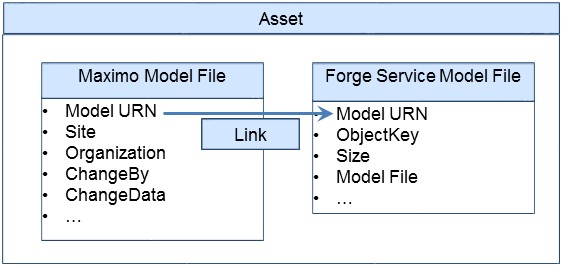 Asset
Maximo Model File
• Model URN
• Site
• Organization
• ChangeBy
• ChangeData
• …
Link
Forge Service Model File
• Model URN
• ObjectKey
• Size
• Model File
• …